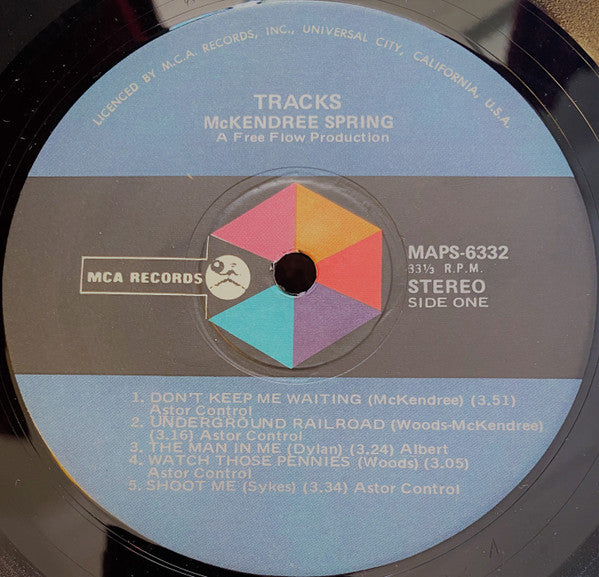 LICENCED BY M.C.A. RECORDS, INC., UNIVERSAL CITY, CALIFORNIA, U.S.A.
TRACKS
McKENDREE SPRING
A Free Flow Production
MCA RECORDS
MAPS-6332
33⅓ R.P.M.
STEREO
SIDE ONE
1. DON'T KEEP ME WAITING (McKendree) (3.51)
Astor Control
2. UNDERGROUND RAILROAD (Woods-McKendree)
(3.16) Astor Control
3. THE MAN IN ME (Dylan) (3.24) Albert
4. WATCH THOSE PENNIES (Woods) (3.05)
Astor Control
5. SHOOT ME (Sykes) (3.34) Astor Control